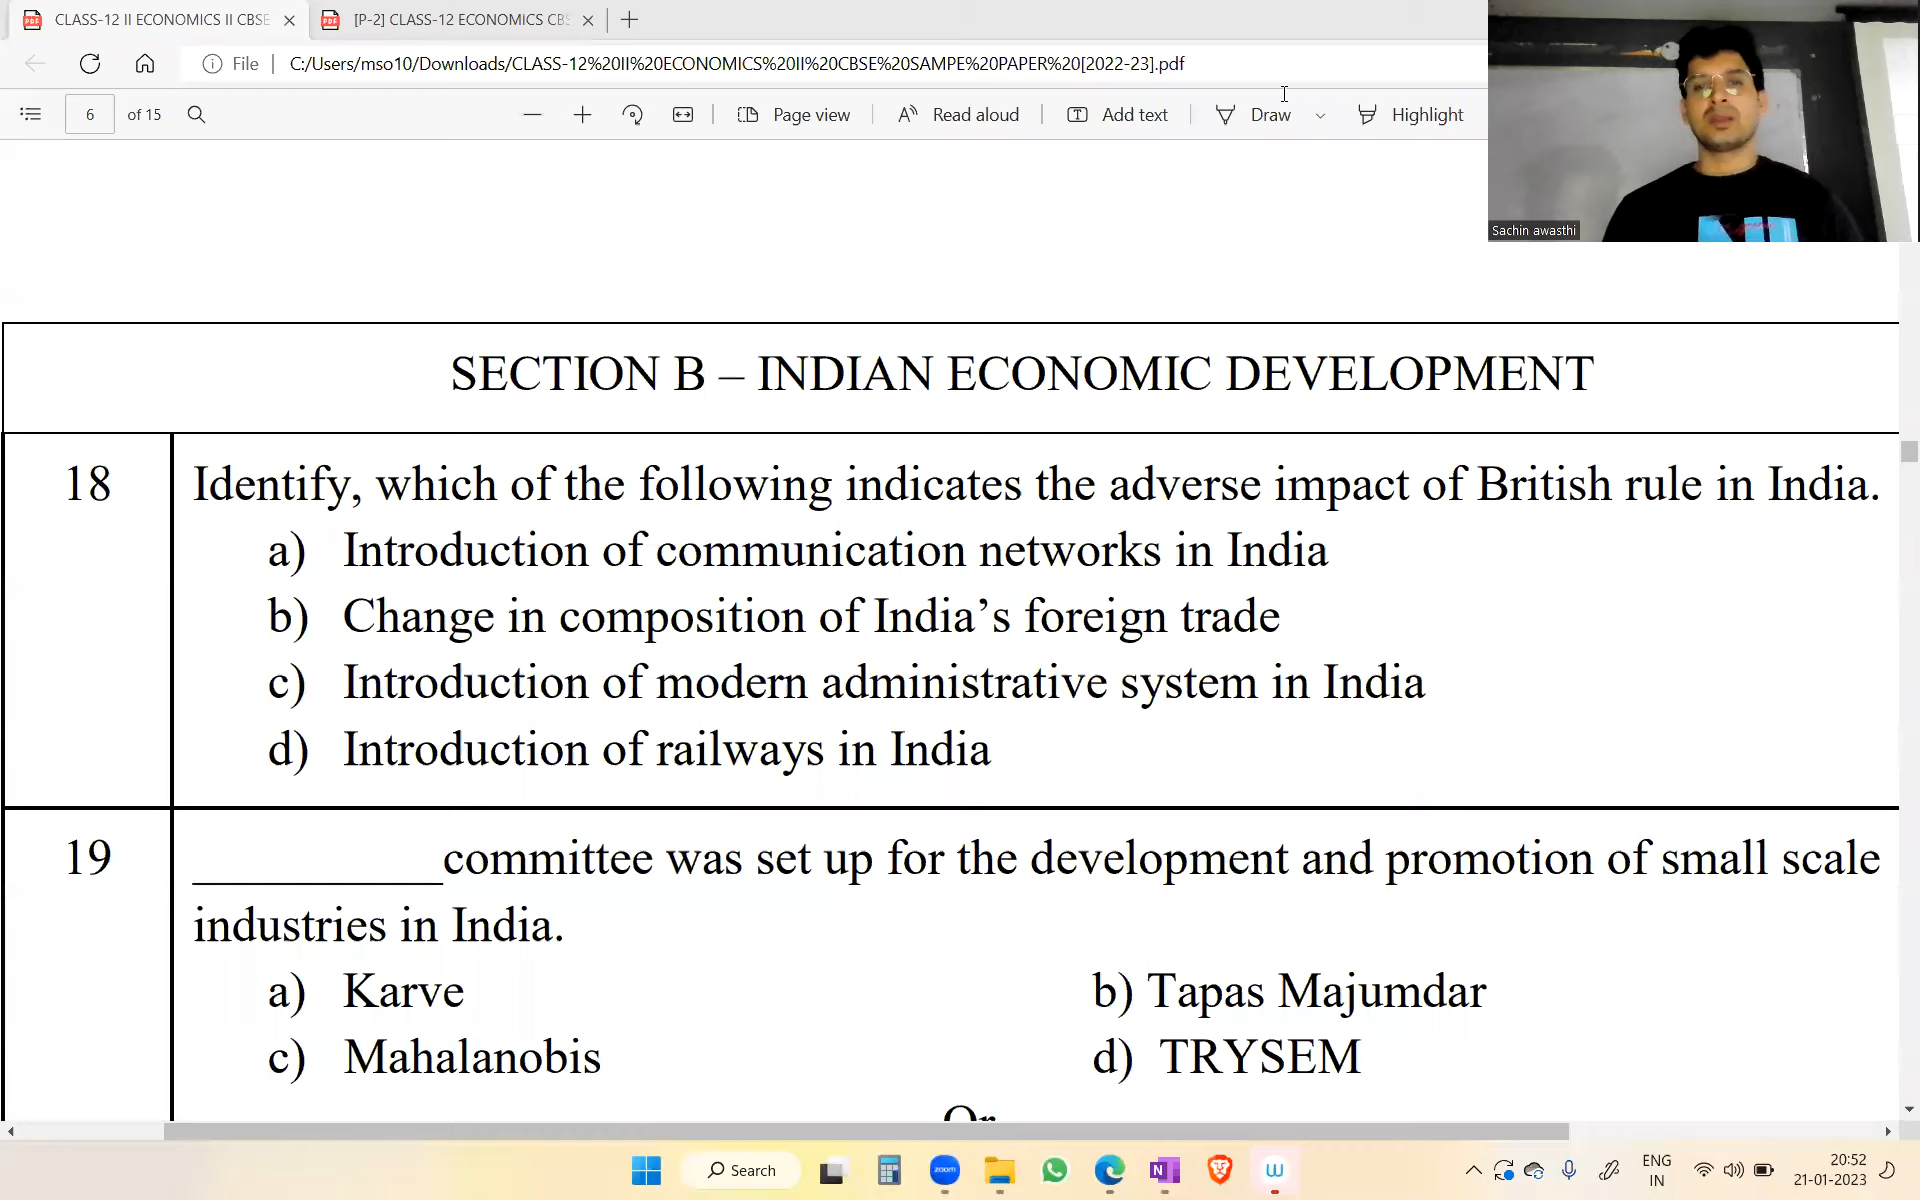 CLASS-12 II ECONOMICS II CBSE
[P-2] CLASS-12 ECONOMICS CBS
File
C:/Users/mso10/Downloads/CLASS-12%20II%20ECONOMICS%20II%20CBSE%20SAMPE%20PAPER%20[2022-23].pdf
6 of 15
Page view
Read aloud
Add text
Draw
Highlight
Sachin awasthi
SECTION B – INDIAN ECONOMIC DEVELOPMENT
18 Identify, which of the following indicates the adverse impact of British rule in India.
a) Introduction of communication networks in India
b) Change in composition of India’s foreign trade
c) Introduction of modern administrative system in India
d) Introduction of railways in India
19 __________committee was set up for the development and promotion of small scale
industries in India.
a) Karve b) Tapas Majumdar
c) Mahalanobis d) TRYSEM
Or
Search
zoom
ENG
IN
20:52
21-01-2023